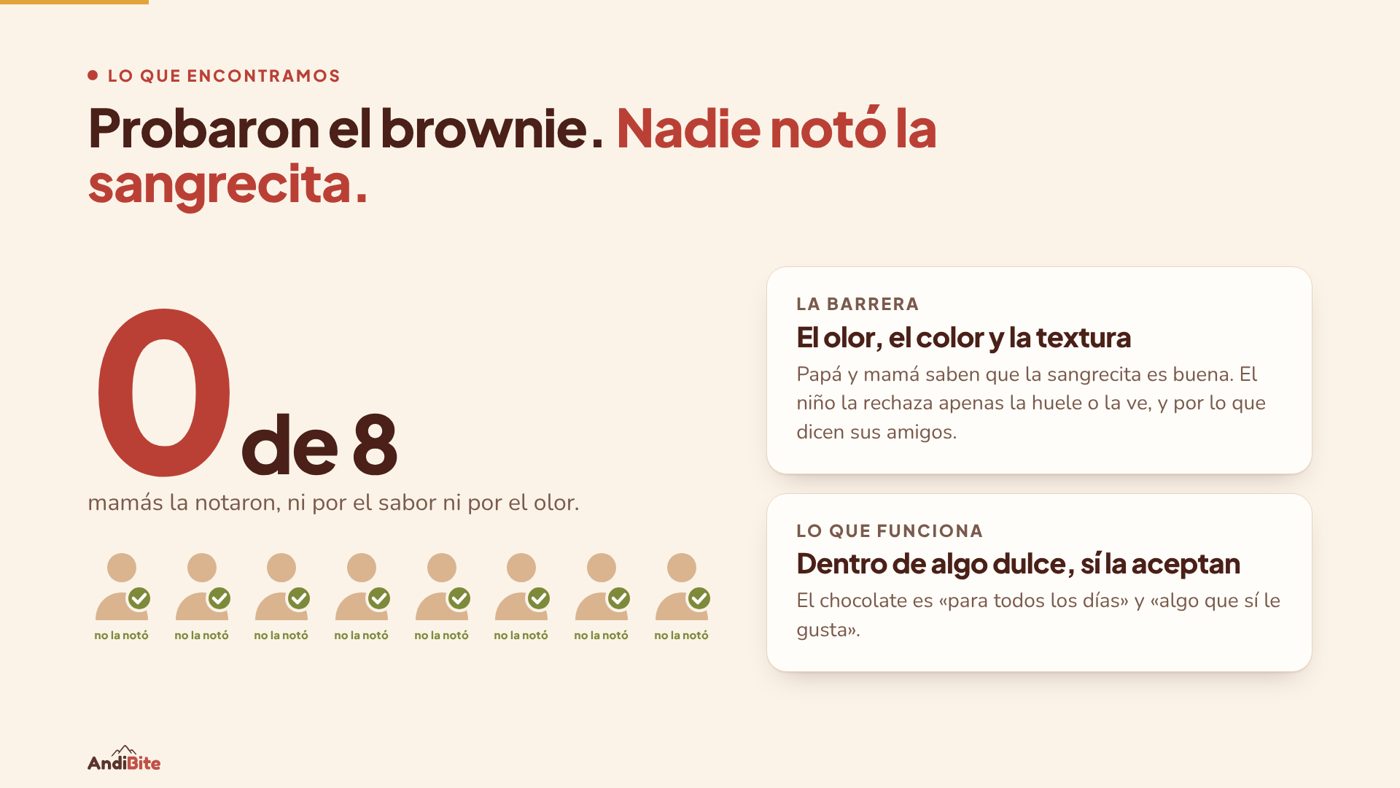 LO QUE ENCONTRAMOS
Probaron el brownie. Nadie notó la
sangrecita.
0 de 8
mamás la notaron, ni por el sabor ni por el olor.
no la notó no la notó no la notó no la notó no la notó no la notó no la notó no la notó
LA BARRERA
El olor, el color y la textura
Papá y mamá saben que la sangrecita es buena. El
niño la rechaza apenas la huele o la ve, y por lo que
dicen sus amigos.
LO QUE FUNCIONA
Dentro de algo dulce, sí la aceptan
El chocolate es «para todos los días» y «algo que sí le
gusta».
AndiBite